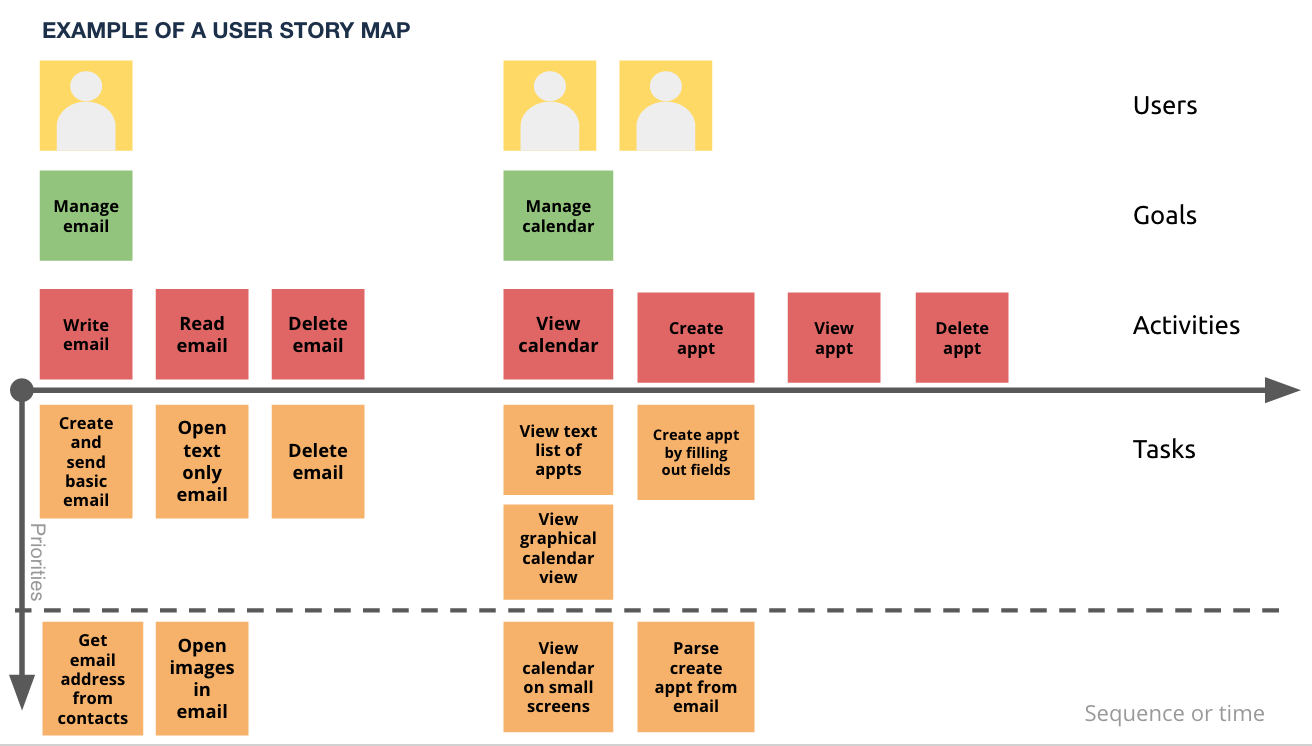 EXAMPLE OF A USER STORY MAP
Users
Manage
email
Manage
calendar
Goals
Write
email
Read
email
Delete
email
View
calendar
Create
appt
View
appt
Delete
appt
Activities
Create
and
send
basic
email
Open
text
only
email
Delete
email
View text
list of
appts
Create appt
by filling
out fields
Tasks
View
graphical
calendar
view
Priorities
Get
email
address
from
contacts
Open
images
in
email
View
calendar
on small
screens
Parse
create
appt from
email
Sequence or time